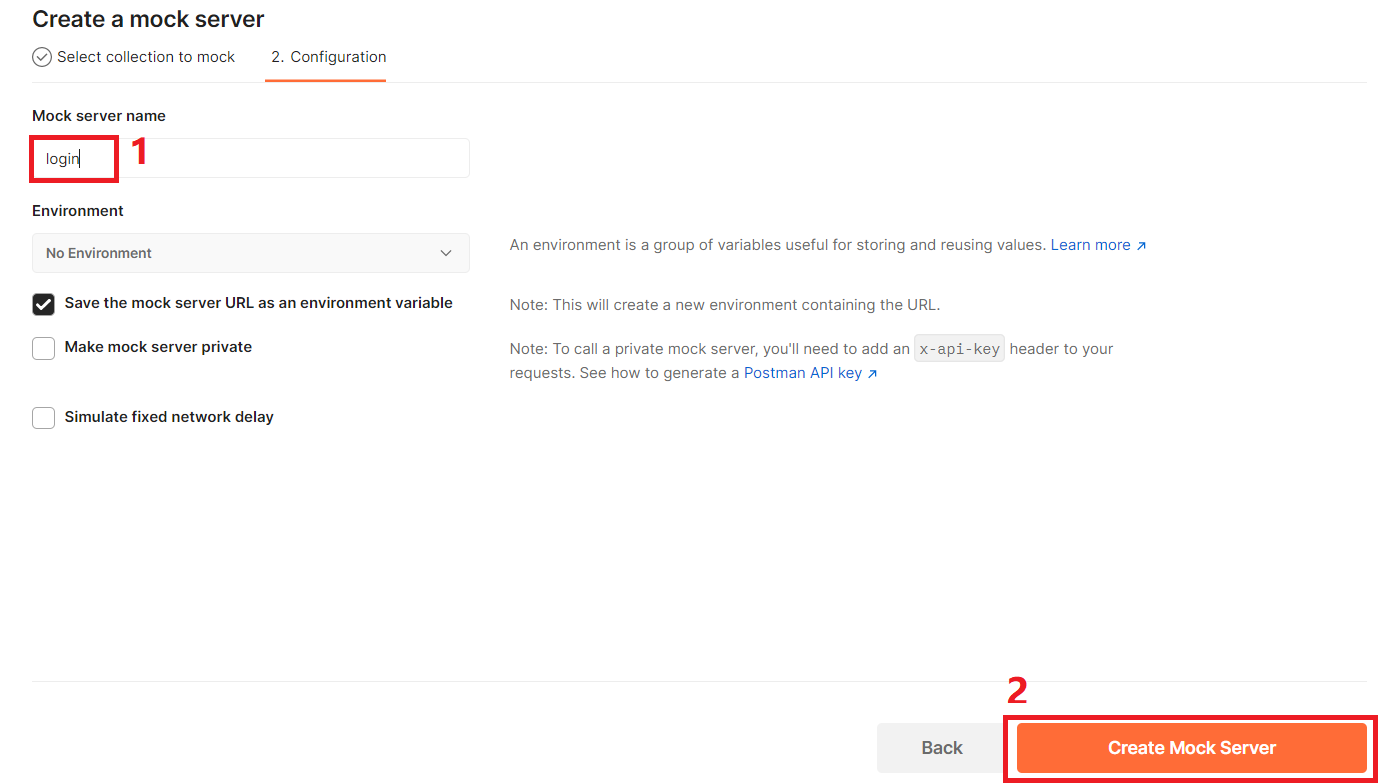 Create a mock server
Select collection to mock 2. Configuration
Mock server name
login 1
Environment
No Environment
An environment is a group of variables useful for storing and reusing values. Learn more ↗
Save the mock server URL as an environment variable
Note: This will create a new environment containing the URL.
Make mock server private
Note: To call a private mock server, you'll need to add an x-api-key header to your
requests. See how to generate a Postman API key ↗
Simulate fixed network delay
2
Back Create Mock Server